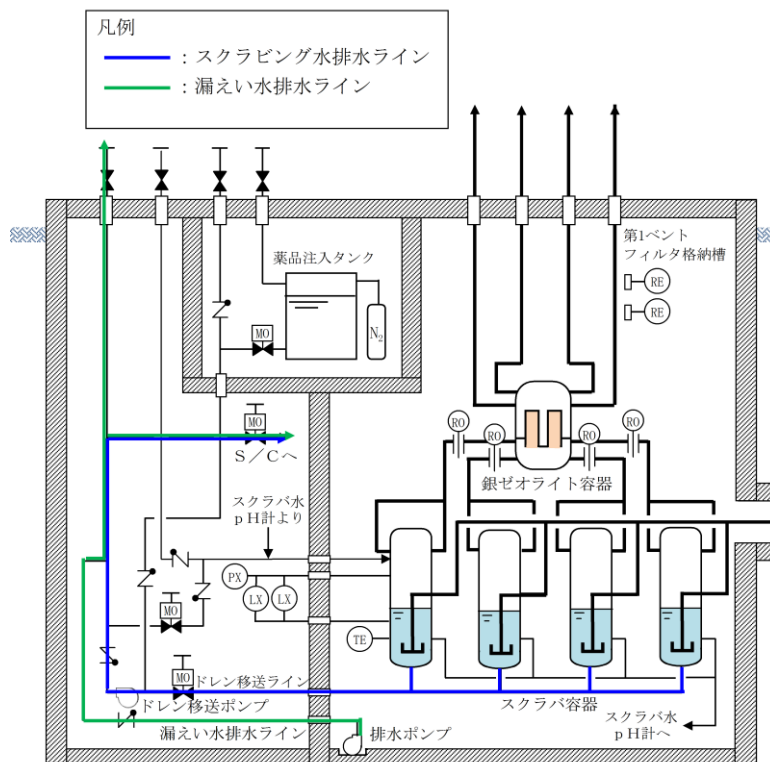 凡例
：スクラビング水排水ライン
：漏えい水排水ライン
第1ベント
フィルタ格納槽
RE
RE
薬品注入タンク
N₂
MO
MO
S／Cへ
RO
RO
RO
RO
銀ゼオライト容器
スクラバ水
pH計より
PX
LX
LX
MO
TE
MO
ドレン移送ライン
ドレン移送ポンプ
スクラバ容器
漏えい水排水ライン
排水ポンプ
スクラバ水
pH計へ